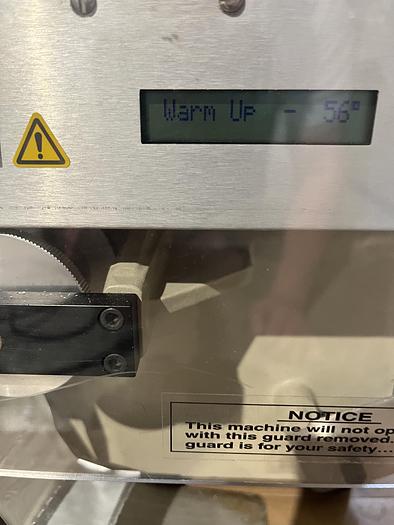 Warm Up - 56°
NOTICE
This machine will not op
with this guard removed.
guard is for your safety...